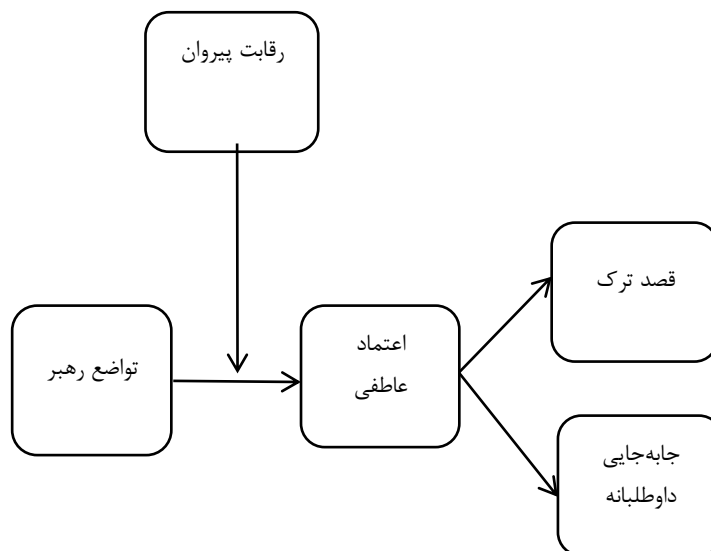 رقابت پیروان
قصد ترک
تواضع رهبر
اعتماد
عاطفی
جابه‌جایی
داوطلبانه